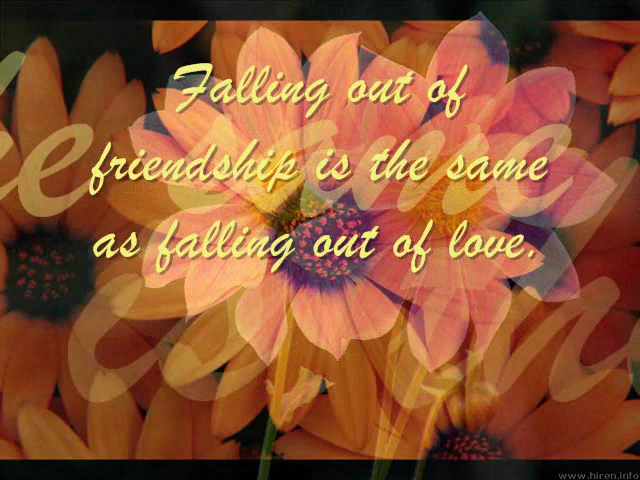 Falling out of
friendship is the same
as falling out of love.
www.hiren.info